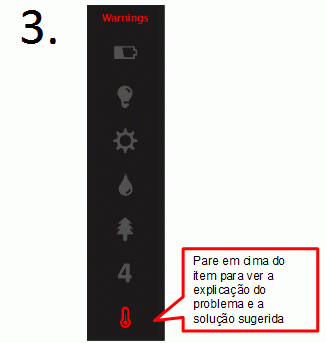 3.
Warnings
4
Pare em cima do
item para ver a
explicação do
problema e a
solução sugerida